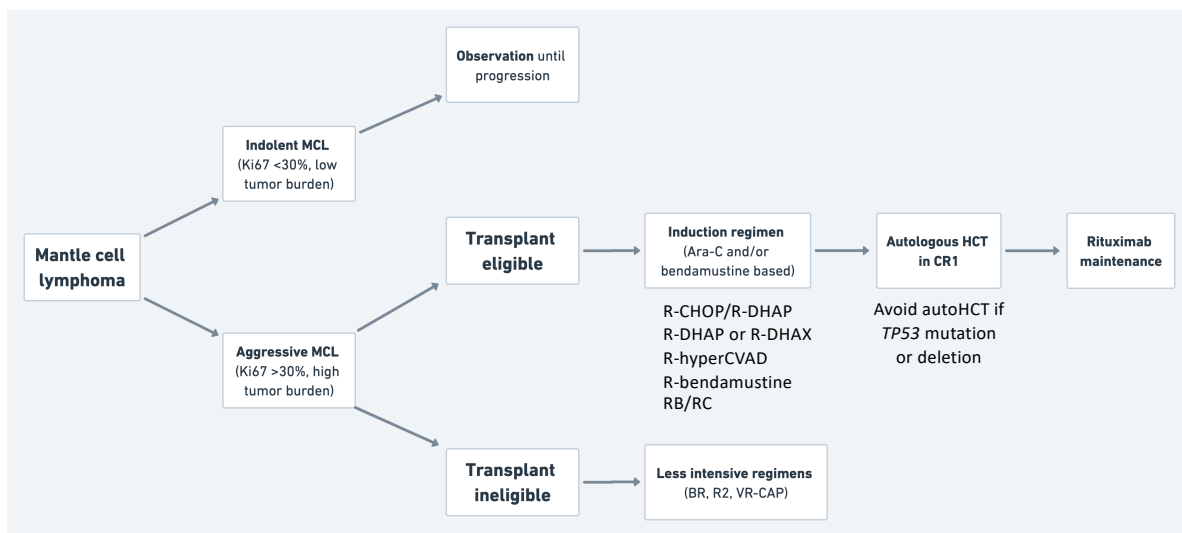 Observation until
progression
Indolent MCL
(Ki67 <30%, low
tumor burden)
Mantle cell
lymphoma
Transplant
eligible
Induction regimen
(Ara-C and/or
bendamustine based)
Autologous HCT
in CR1
Rituximab
maintenance
R-CHOP/R-DHAP
R-DHAP or R-DHAX
R-hyperCVAD
R-bendamustine
RB/RC
Avoid autoHCT if
TP53 mutation
or deletion
Aggressive MCL
(Ki67 >30%, high
tumor burden)
Transplant
ineligible
Less intensive regimens
(BR, R2, VR-CAP)